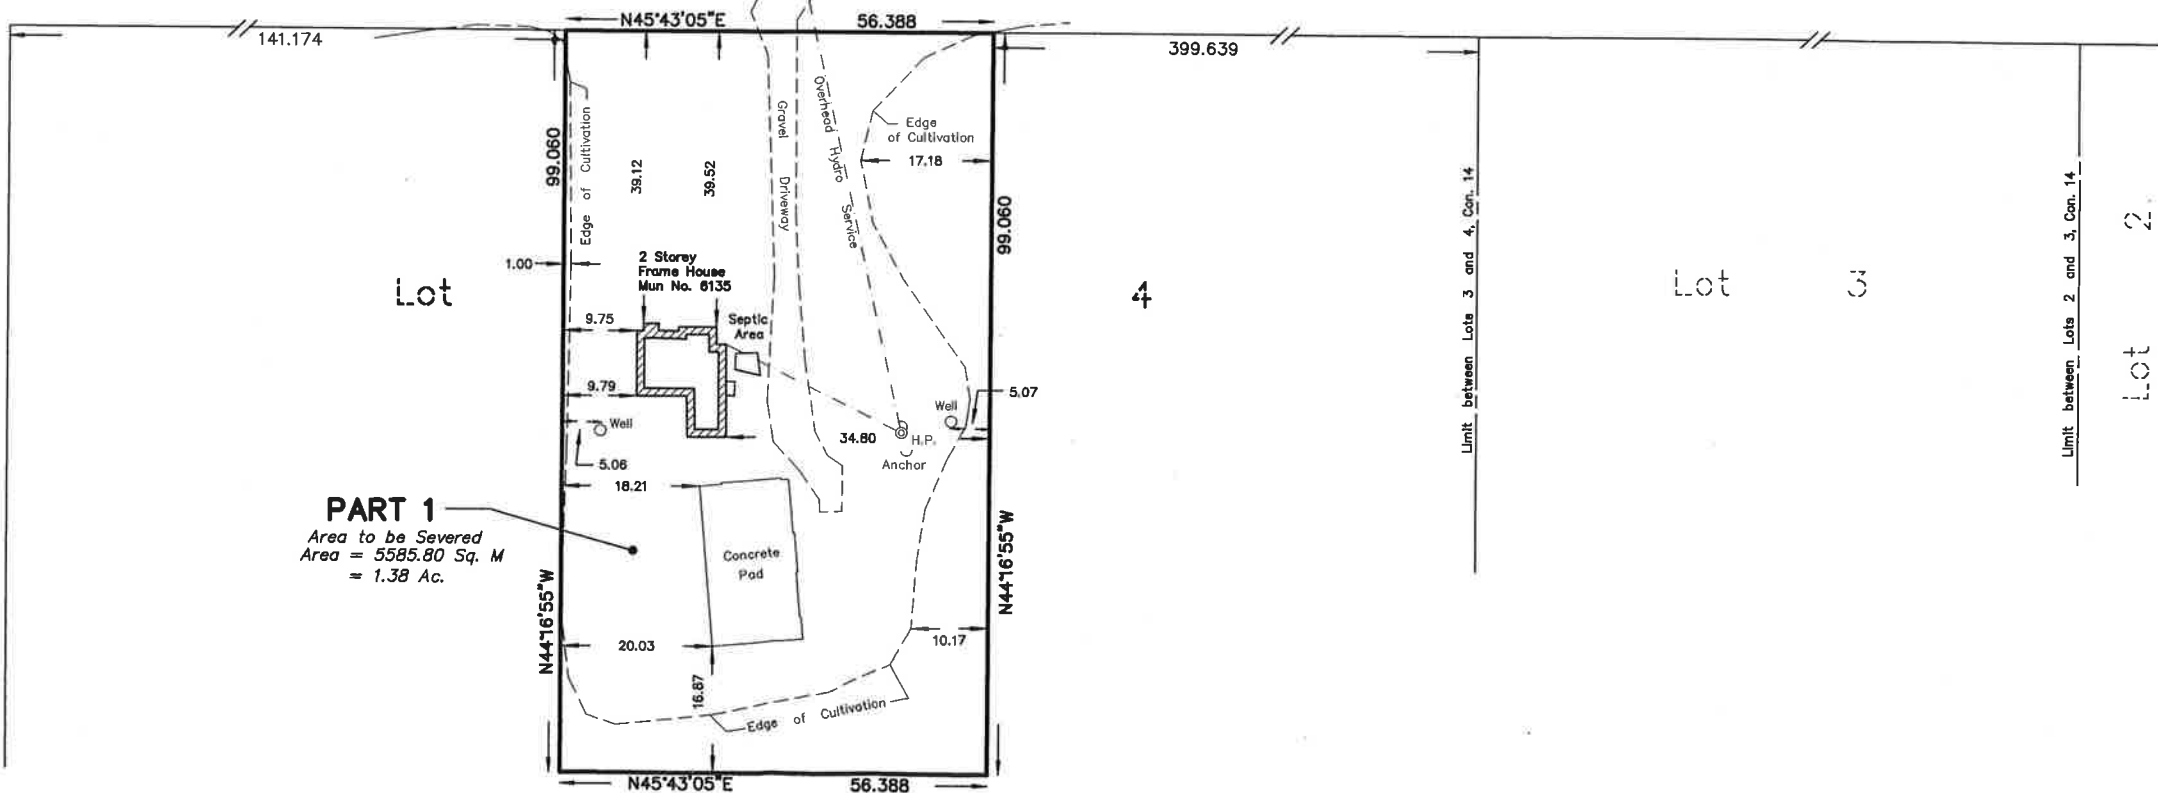 N45°43'05"E 56.388
141.174
399.639
99.060
Edge of Cultivation
39.12
39.52
Gravel Driveway
Overhead Hydro Service
Edge
of Cultivation
17.18
99.060
1.00
2 Storey
Frame House
Mun No. 6135
Lot 4
Limit between Lots 3 and 4, Con. 14
Lot 3
Limit between Lots 2 and 3, Con. 14
Lot 2
9.75
Septic
Area
9.79
5.07
Well
Well
34.80
H.P.
Anchor
5.06
18.21
PART 1
Area to be Severed
Area = 5585.80 Sq. M
= 1.38 Ac.
Concrete
Pad
N44°16'55"W
N44°16'55"W
20.03
10.17
16.87
Edge of Cultivation
N45°43'05"E 56.388